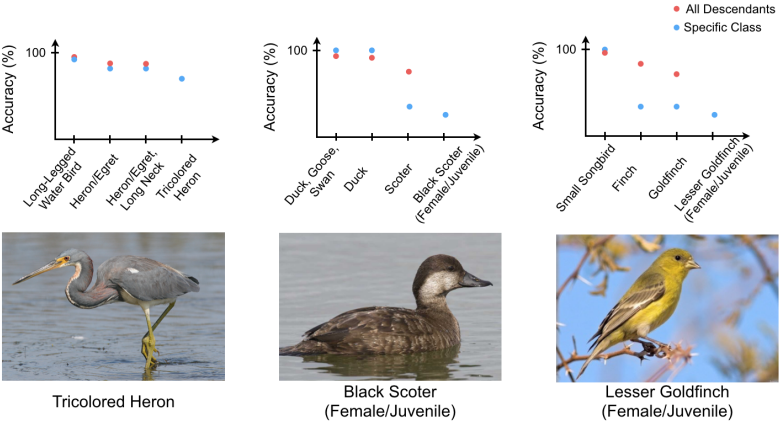 All Descendants
Specific Class
Accuracy (%)
100
Long-Legged
Water Bird
Heron/Egret
Heron/Egret,
Long Neck
Tricolored
Heron
Accuracy (%)
100
Duck, Goose,
Swan
Duck
Scoter
Black Scoter
(Female/Juvenile)
Accuracy (%)
100
Small Songbird
Finch
Goldfinch
Lesser Goldfinch
(Female/Juvenile)
Tricolored Heron
Black Scoter
(Female/Juvenile)
Lesser Goldfinch
(Female/Juvenile)